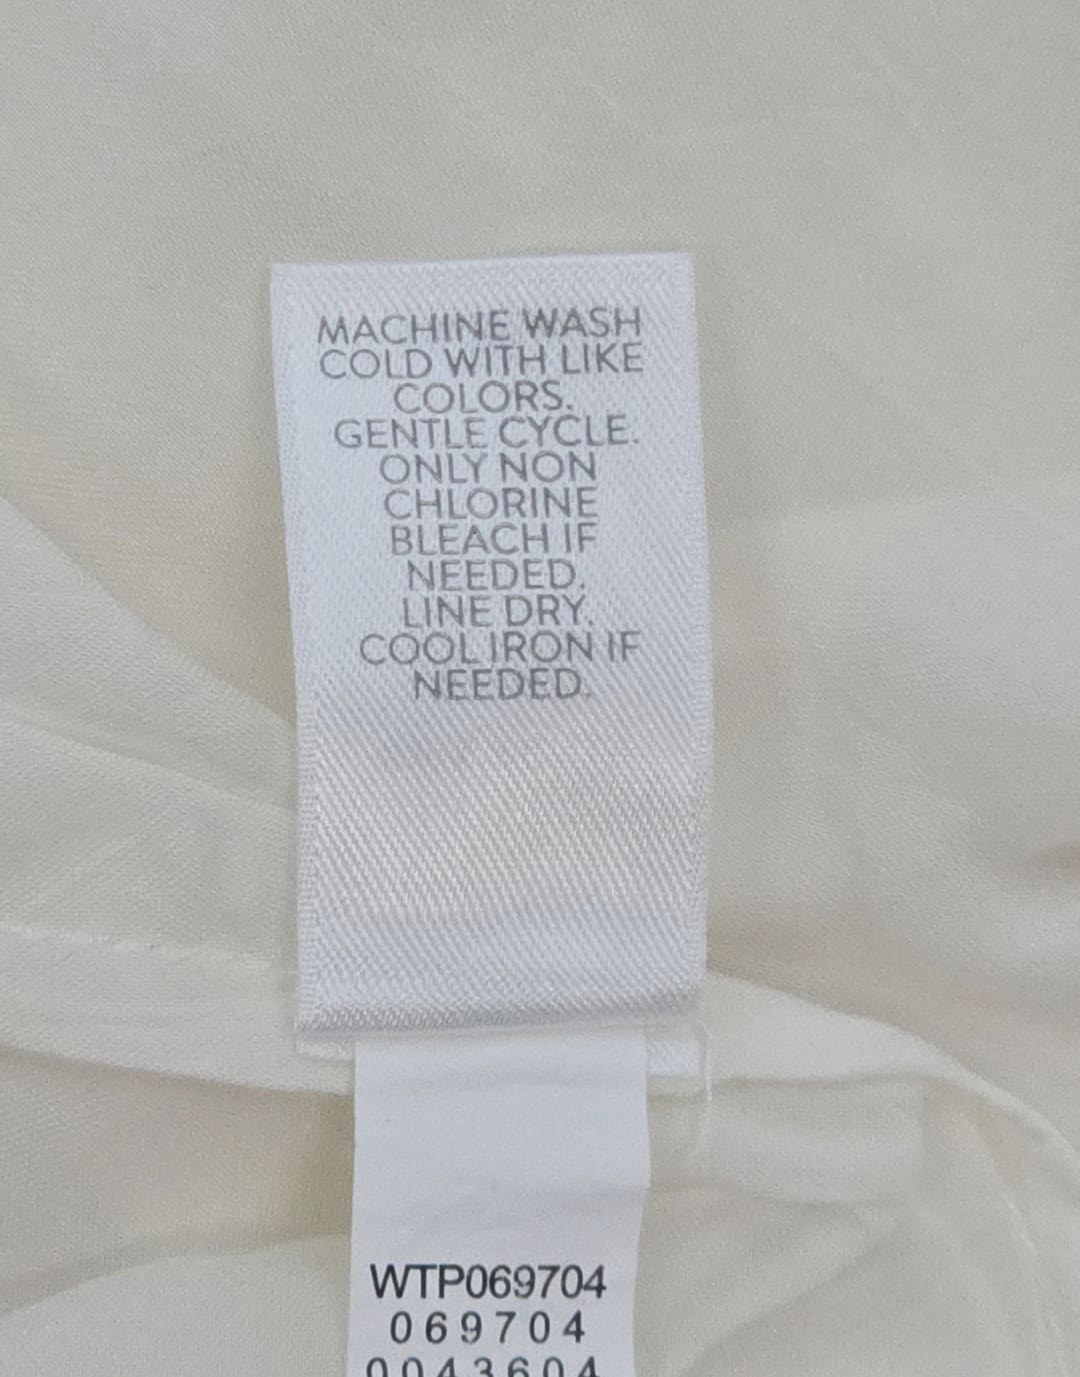 MACHINE WASH
COLD WITH LIKE
COLORS.
GENTLE CYCLE.
ONLY NON
CHLORINE
BLEACH IF
NEEDED.
LINE DRY.
COOL IRON IF
NEEDED.
WTP069704
069704
0043604